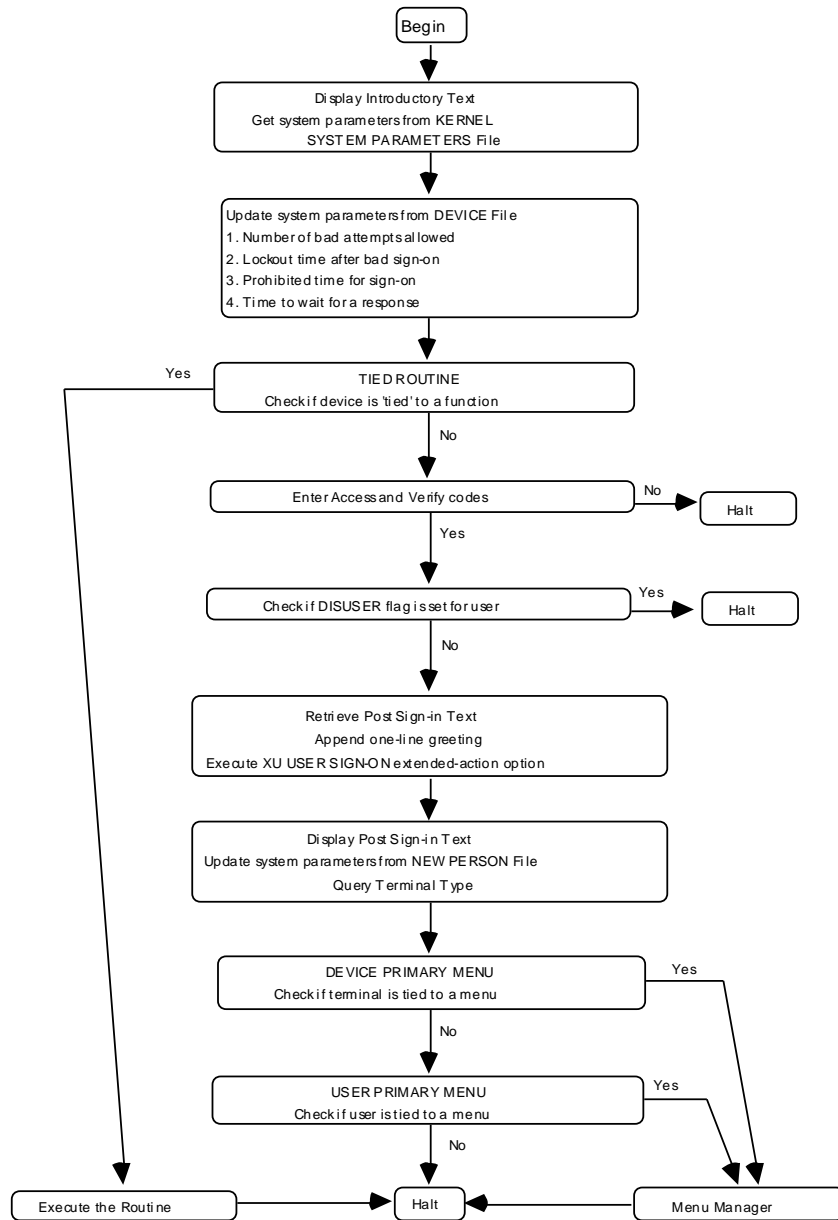 Begin
Display Introductory Text
Get system parameters from KERNEL
SYSTEM PARAMETERS File
Update system parameters from DEVICE File
1. Number of bad attempts allowed
2. Lockout time after bad sign-on
3. Prohibited time for sign-on
4. Time to wait for a response
Yes
TIED ROUTINE
Check if device is 'tied' to a function
No
Enter Access and Verify codes
No
Halt
Yes
Check if DISUSER flag is set for user
Yes
Halt
No
Retrieve Post Sign-in Text
Append one-line greeting
Execute XU USER SIGN-ON extended-action option
Display Post Sign-in Text
Update system parameters from NEW PERSON File
Query Terminal Type
DEVICE PRIMARY MENU
Check if terminal is tied to a menu
Yes
No
USER PRIMARY MENU
Check if user is tied to a menu
Yes
No
Execute the Routine
Halt
Menu Manager